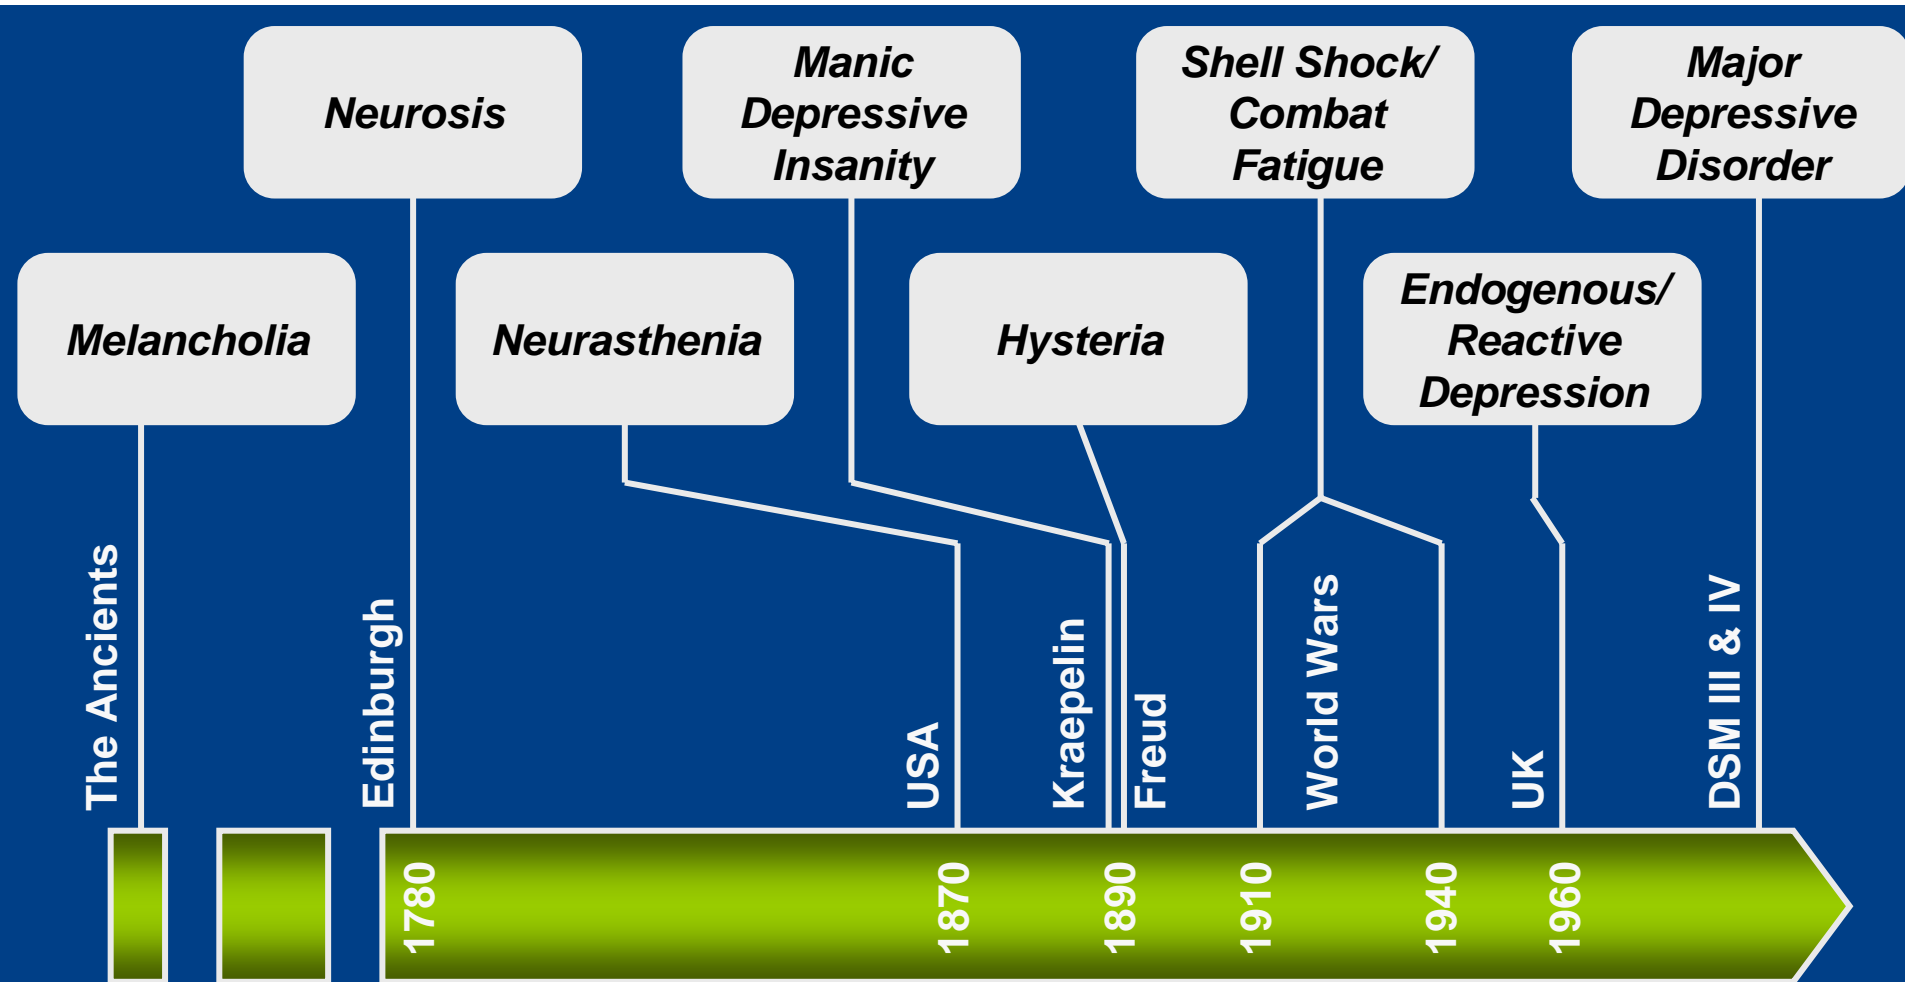 Neurosis
Manic
Depressive
Insanity
Shell Shock/
Combat
Fatigue
Major
Depressive
Disorder
Melancholia
Neurasthenia
Hysteria
Endogenous/
Reactive
Depression
The Ancients
Edinburgh
USA
Kraepelin
Freud
World Wars
UK
DSM III & IV
1780
1870
1890
1910
1940
1960